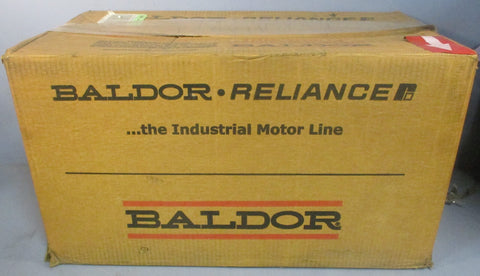 BALDOR • RELIANCE
...the Industrial Motor Line
BALDOR